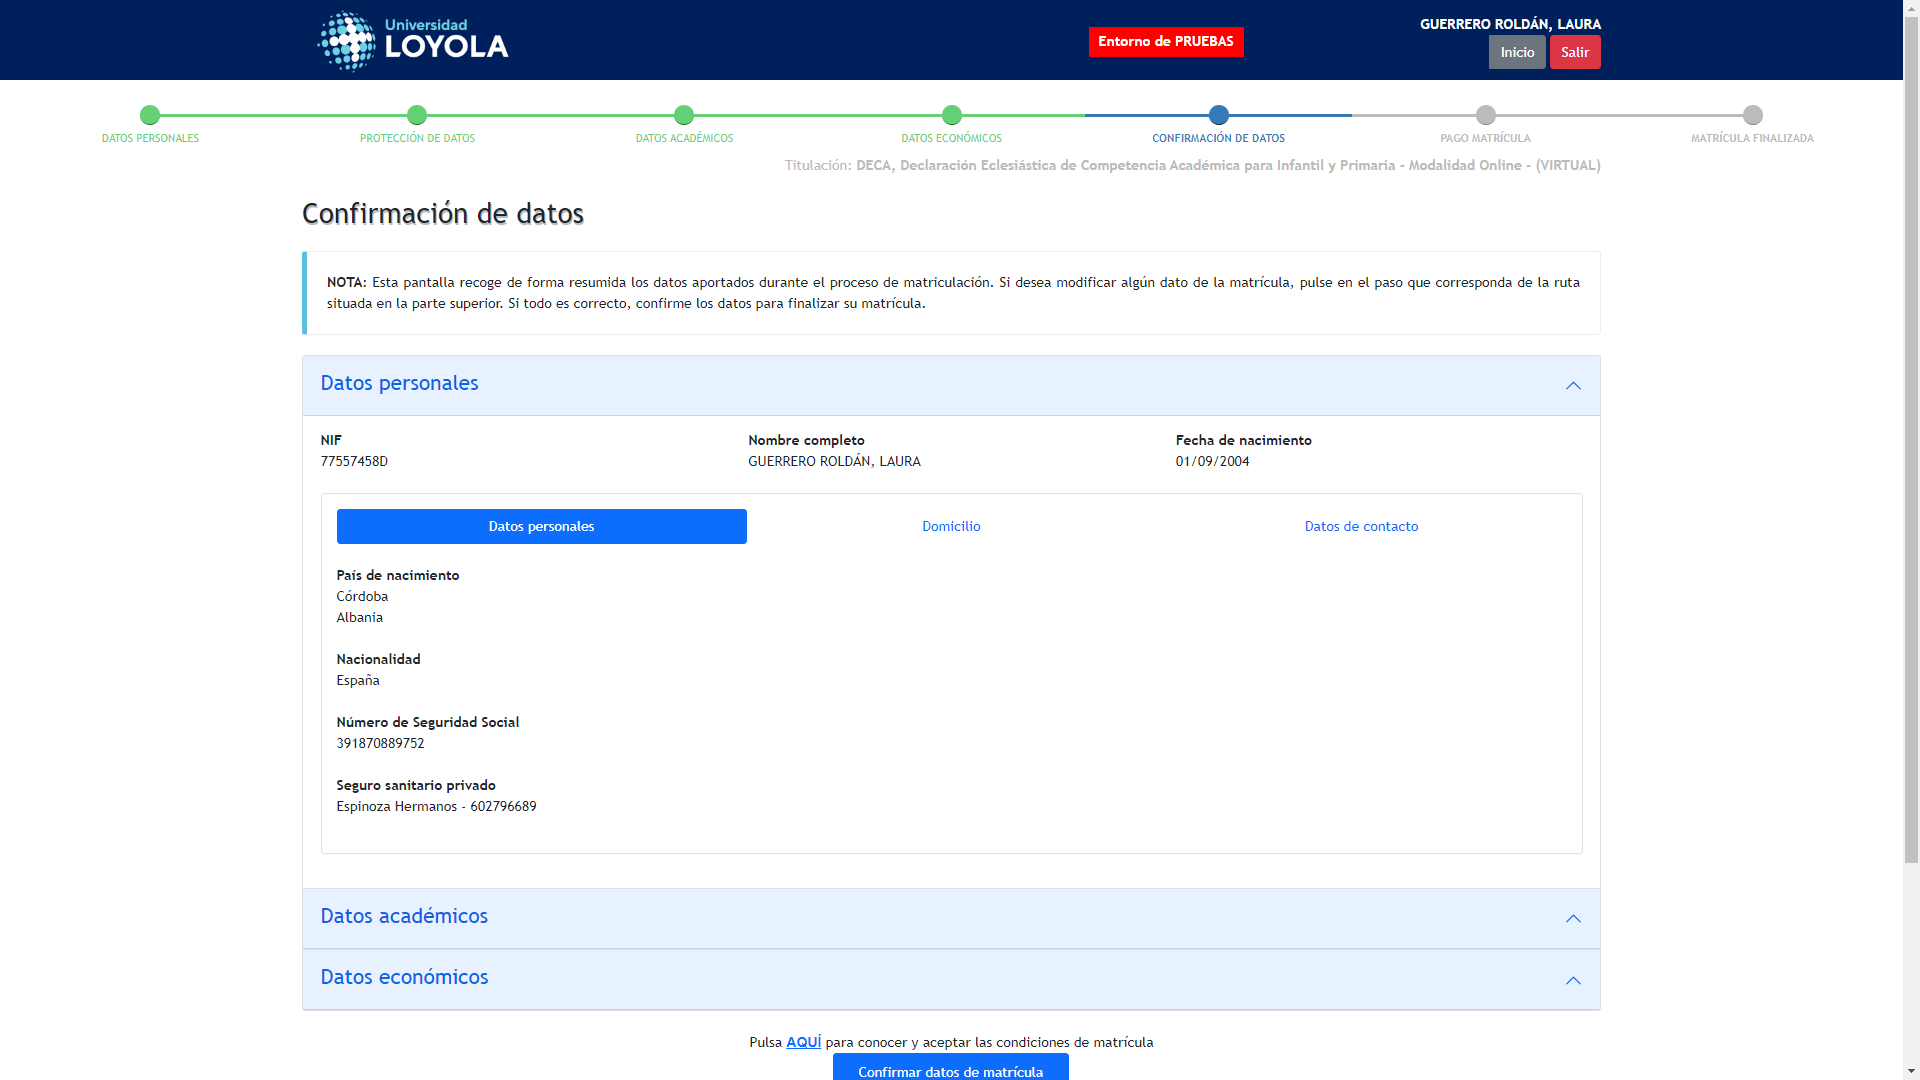 Universidad
LOYOLA
Entorno de PRUEBAS
GUERRERO ROLDÁN, LAURA
Inicio
Salir
DATOS PERSONALES
PROTECCIÓN DE DATOS
DATOS ACADÉMICOS
DATOS ECONÓMICOS
CONFIRMACIÓN DE DATOS
PAGO MATRÍCULA
MATRÍCULA FINALIZADA
Titulación: DECA, Declaración Eclesiástica de Competencia Académica para Infantil y Primaria - Modalidad Online - (VIRTUAL)
Confirmación de datos
NOTA: Esta pantalla recoge de forma resumida los datos aportados durante el proceso de matriculación. Si desea modificar algún dato de la matrícula, pulse en el paso que corresponda de la ruta
situada en la parte superior. Si todo es correcto, confirme los datos para finalizar su matrícula.
Datos personales
NIF
77557458D
Nombre completo
GUERRERO ROLDÁN, LAURA
Fecha de nacimiento
01/09/2004
Datos personales
Domicilio
Datos de contacto
País de nacimiento
Córdoba
Albania
Nacionalidad
España
Número de Seguridad Social
391870889752
Seguro sanitario privado
Espinoza Hermanos - 602796689
Datos académicos
Datos económicos
Pulsa AQUÍ para conocer y aceptar las condiciones de matrícula
Confirmar datos de matrícula